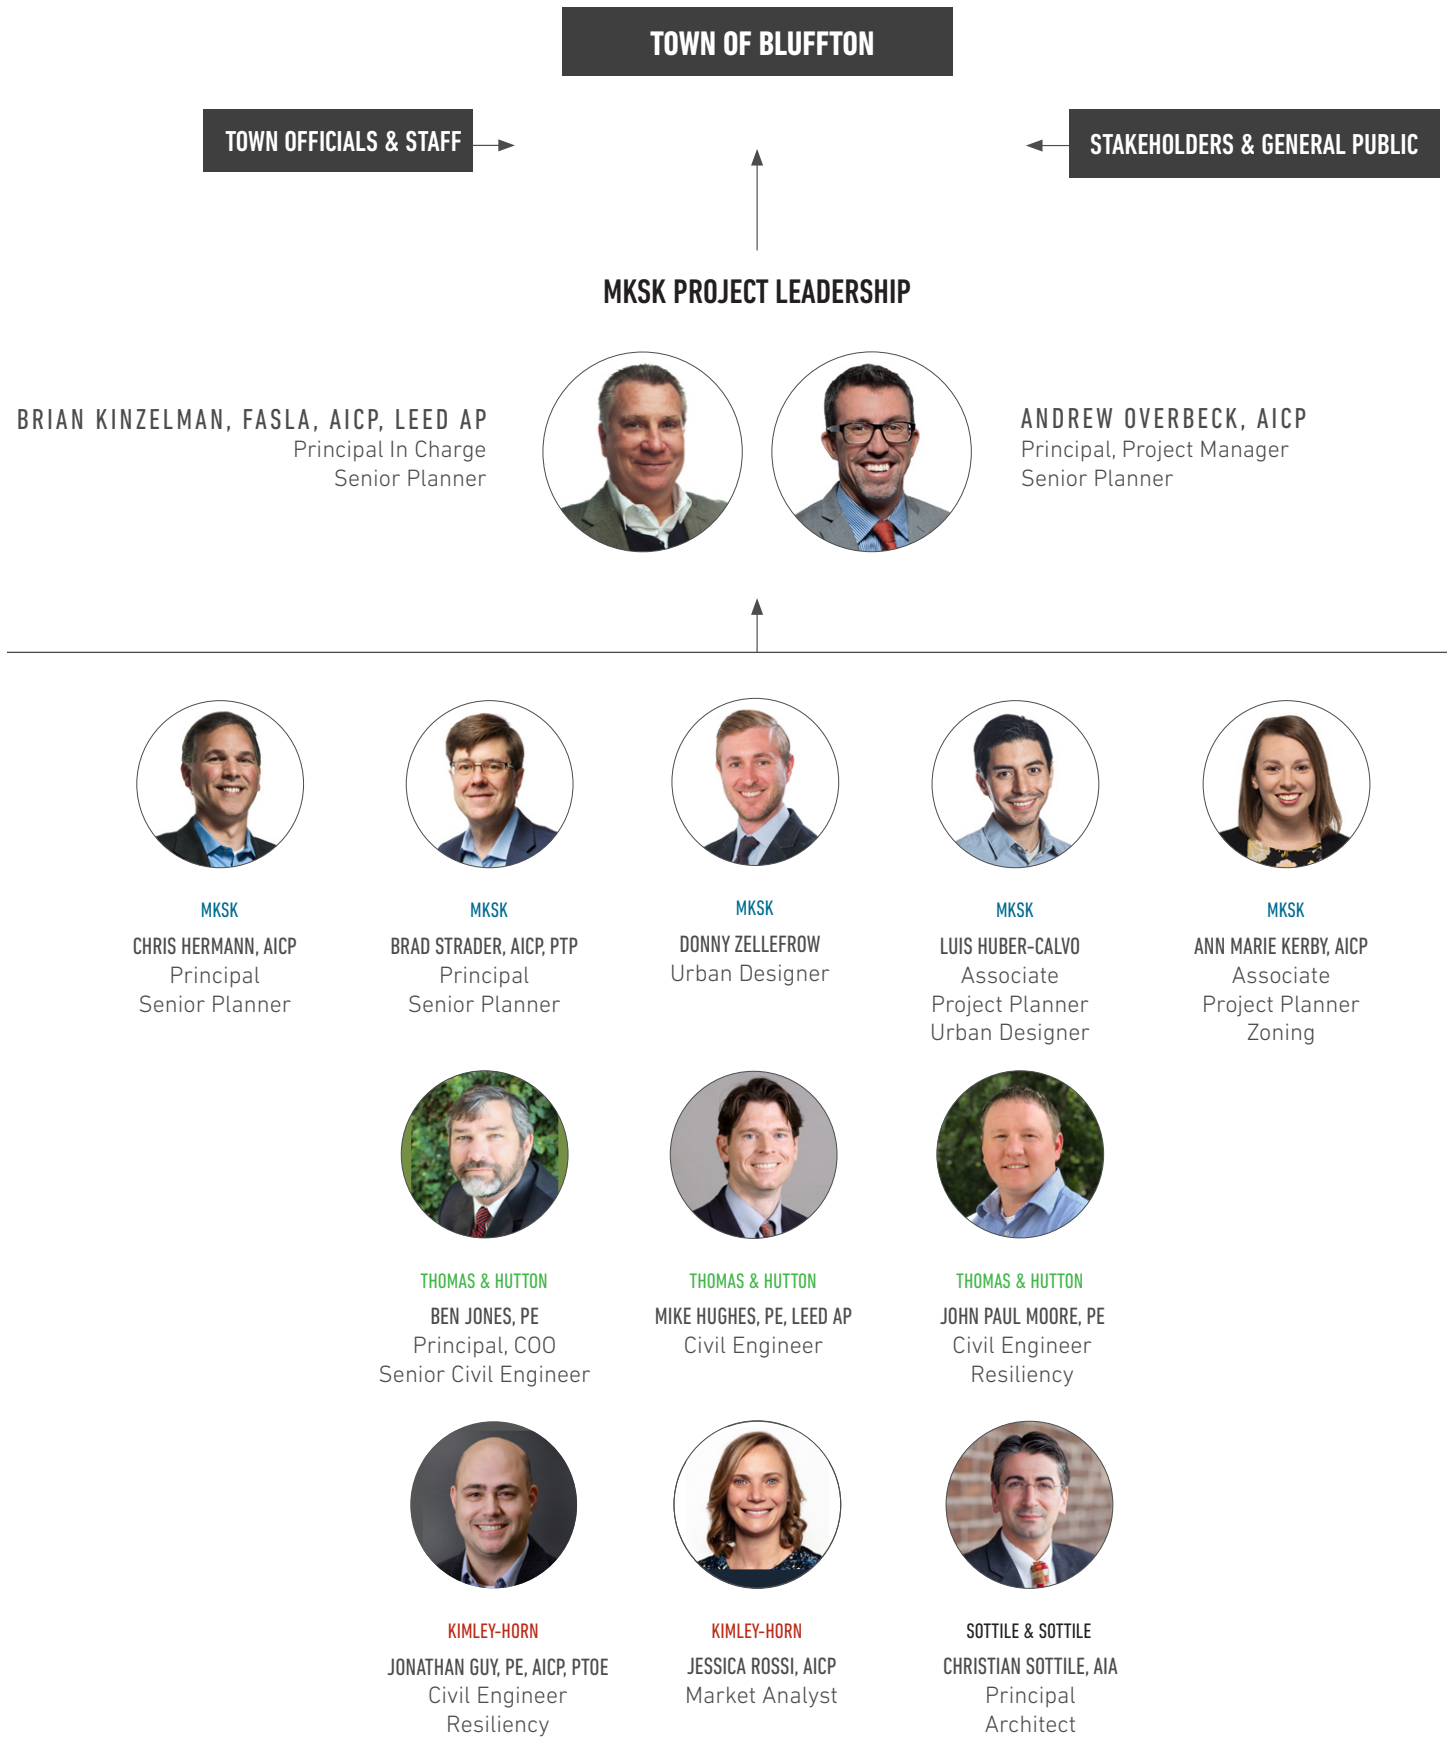 TOWN OF BLUFFTON
TOWN OFFICIALS & STAFF
STAKEHOLDERS & GENERAL PUBLIC
MKSK PROJECT LEADERSHIP
BRIAN KINZELMAN, FASLA, AICP, LEED AP
Principal In Charge
Senior Planner
ANDREW OVERBECK, AICP
Principal, Project Manager
Senior Planner
MKSK
CHRIS HERMANN, AICP
Principal
Senior Planner
MKSK
BRAD STRADER, AICP, PTP
Principal
Senior Planner
MKSK
DONNY ZELLEFROW
Urban Designer
MKSK
LUIS HUBER-CALVO
Associate
Project Planner
Urban Designer
MKSK
ANN MARIE KERBY, AICP
Associate
Project Planner
Zoning
THOMAS & HUTTON
BEN JONES, PE
Principal, COO
Senior Civil Engineer
THOMAS & HUTTON
MIKE HUGHES, PE, LEED AP
Civil Engineer
THOMAS & HUTTON
JOHN PAUL MOORE, PE
Civil Engineer
Resiliency
KIMLEY-HORN
JONATHAN GUY, PE, AICP, PTOE
Civil Engineer
Resiliency
KIMLEY-HORN
JESSICA ROSSI, AICP
Market Analyst
SOTTILE & SOTTILE
CHRISTIAN SOTTILE, AIA
Principal
Architect